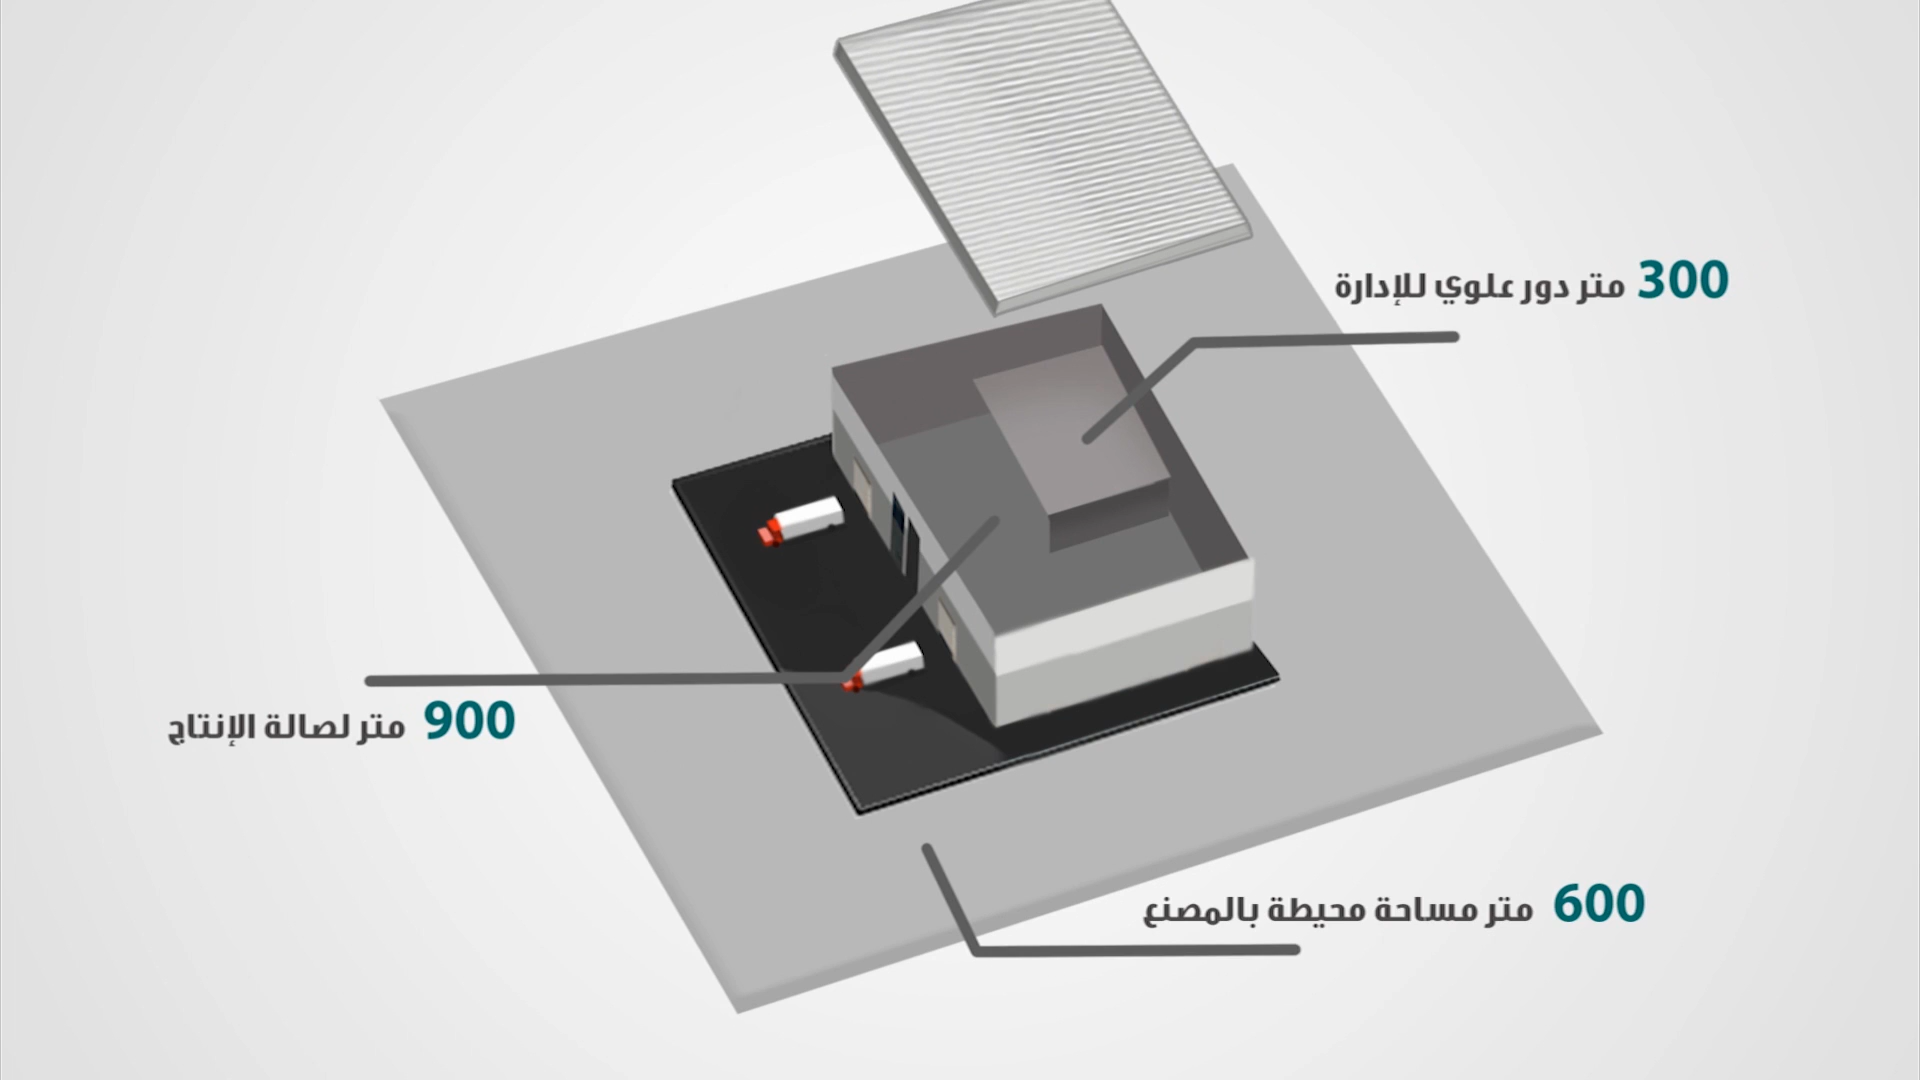 300 متر دور علوي للإدارة
900 متر لصالة الإنتاج
600 متر مساحة محيطة بالمصنع